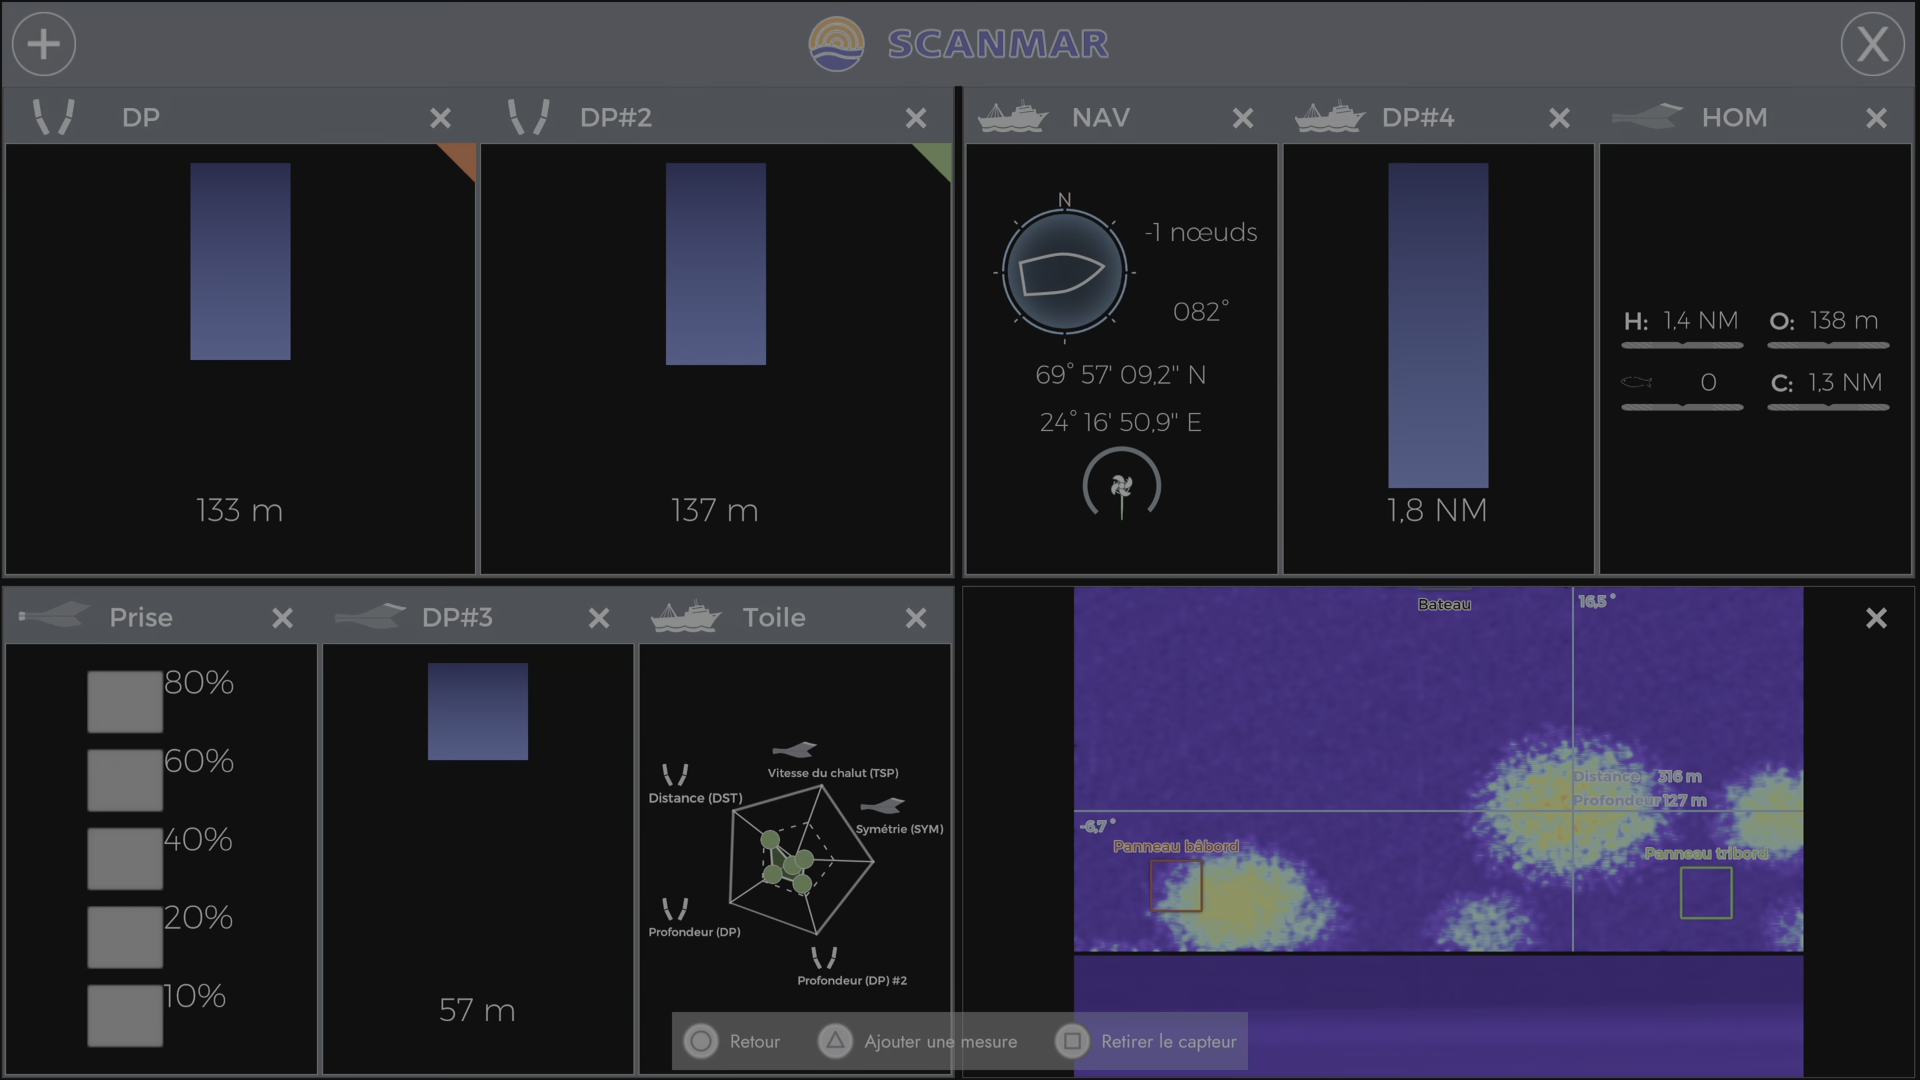 SCANMAR
X
DP
DP#2
NAV
DP#4
HOM
133 m
137 m
N
-1 nœuds
082°
69° 57' 09,2" N
24° 16' 50,9" E
1,8 NM
H: 1,4 NM
O: 138 m
0
C: 1,3 NM
Prise
DP#3
Toile
80%
60%
40%
20%
10%
57 m
Vitesse du chalut (TSP)
Distance (DST)
Symétrie (SYM)
Profondeur (DP)
Profondeur (DP) #2
Bateau
16,5 °
Distance 316 m
Profondeur 127 m
-6,7 °
Panneau bâbord
Panneau tribord
Retour
Ajouter une mesure
Retirer le capteur